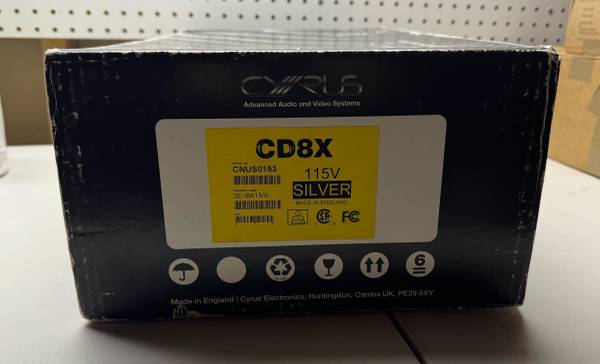 CYRUS
Advanced Audio and Video Systems
CD8X
CNUS0153
115V
SILVER
MADE IN ENGLAND
FC
6
Made in England | Cyrus Electronics, Huntingdon, Cambs UK, PE29 6XY